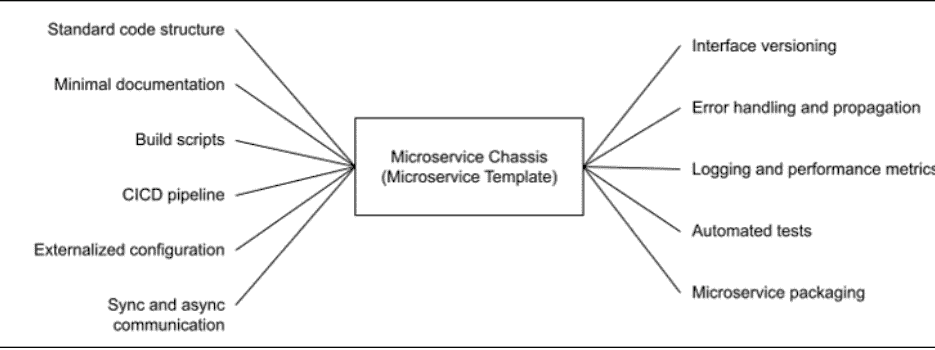 Standard code structure
Minimal documentation
Build scripts
CICD pipeline
Externalized configuration
Sync and async
communication
Microservice Chassis
(Microservice Template)
Interface versioning
Error handling and propagation
Logging and performance metrics
Automated tests
Microservice packaging